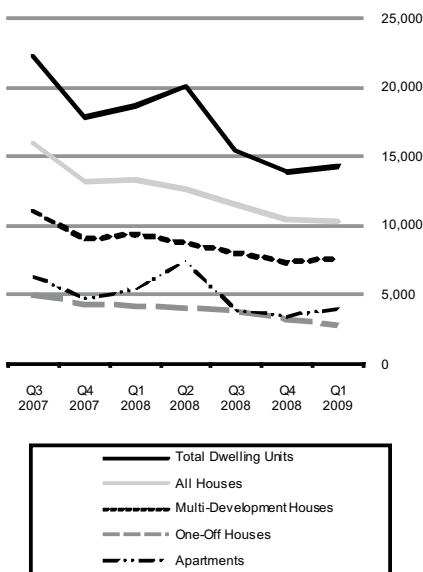 25,000
20,000
15,000
10,000
5,000
0
Q3 Q4 Q1 Q2 Q3 Q4 Q1
2007 2007 2008 2008 2008 2008 2009
Total Dwelling Units
All Houses
Multi-Development Houses
One-Off Houses
Apartments